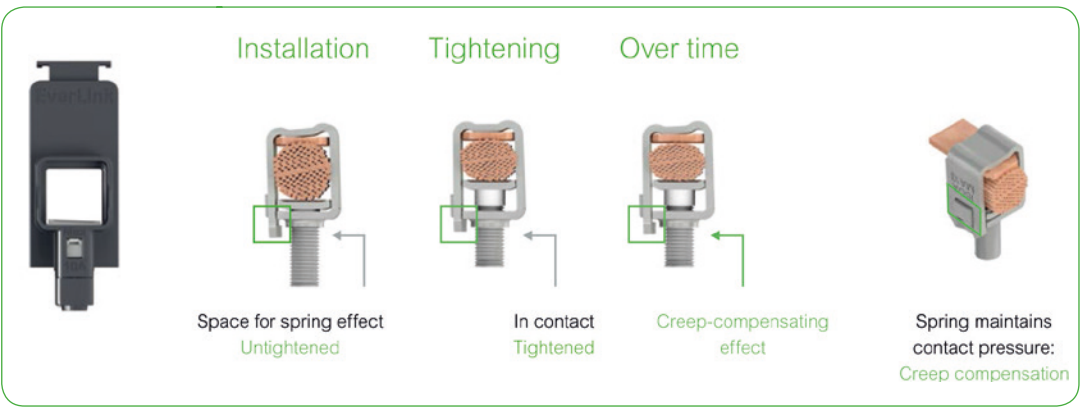 Installation
Tightening
Over time
EverLink
Space for spring effect
Untightened
In contact
Tightened
Creep-compensating
effect
Spring maintains
contact pressure:
Creep compensation